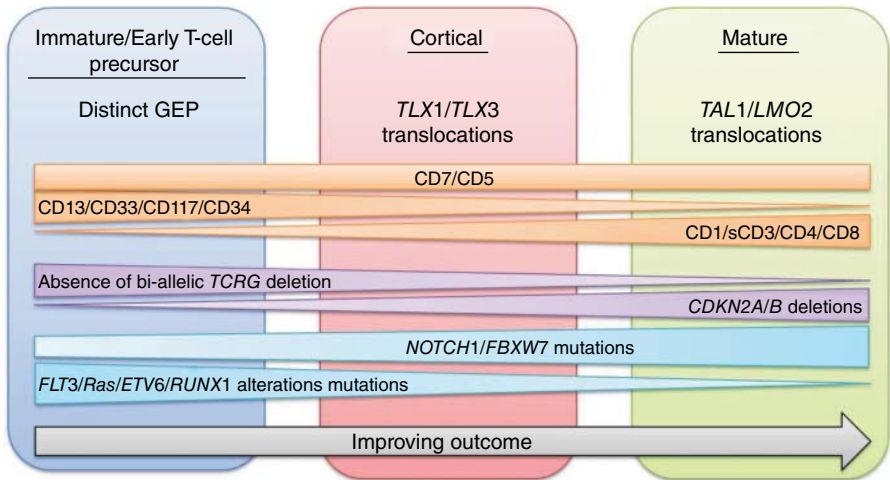 Immature/Early T-cell
precursor
Distinct GEP
Cortical
TLX1/TLX3
translocations
Mature
TAL1/LMO2
translocations
CD7/CD5
CD13/CD33/CD117/CD34
CD1/sCD3/CD4/CD8
Absence of bi-allelic TCRG deletion
CDKN2A/B deletions
NOTCH1/FBXW7 mutations
FLT3/Ras/ETV6/RUNX1 alterations mutations
Improving outcome